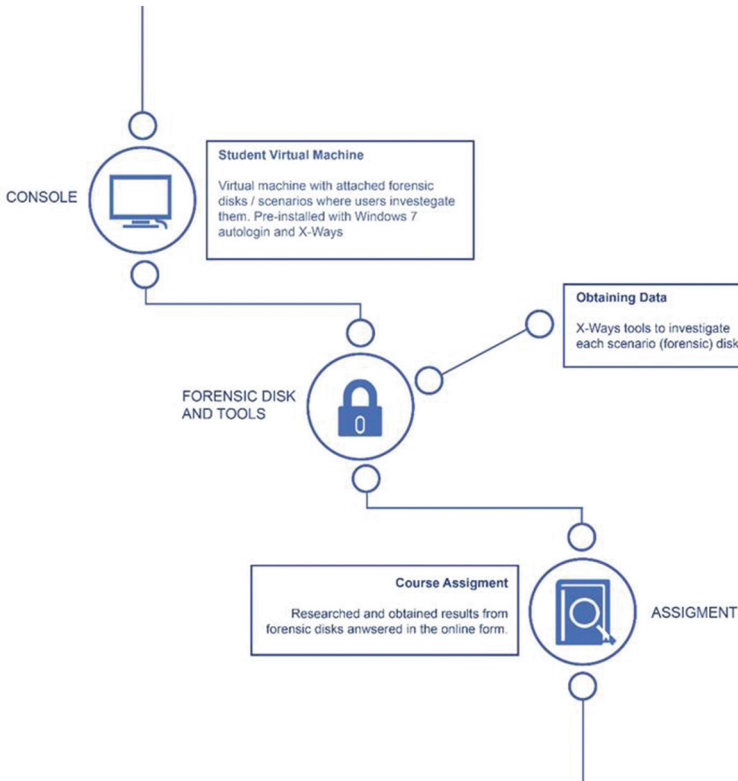 CONSOLE
Student Virtual Machine
Virtual machine with attached forensic
disks / scenarios where users investegate
them. Pre-installed with Windows 7
autologin and X-Ways
Obtaining Data
X-Ways tools to investigate
each scenario (forensic) disk
FORENSIC DISK
AND TOOLS
Course Assigment
Researched and obtained results from
forensic disks anwsered in the online form.
ASSIGMENT